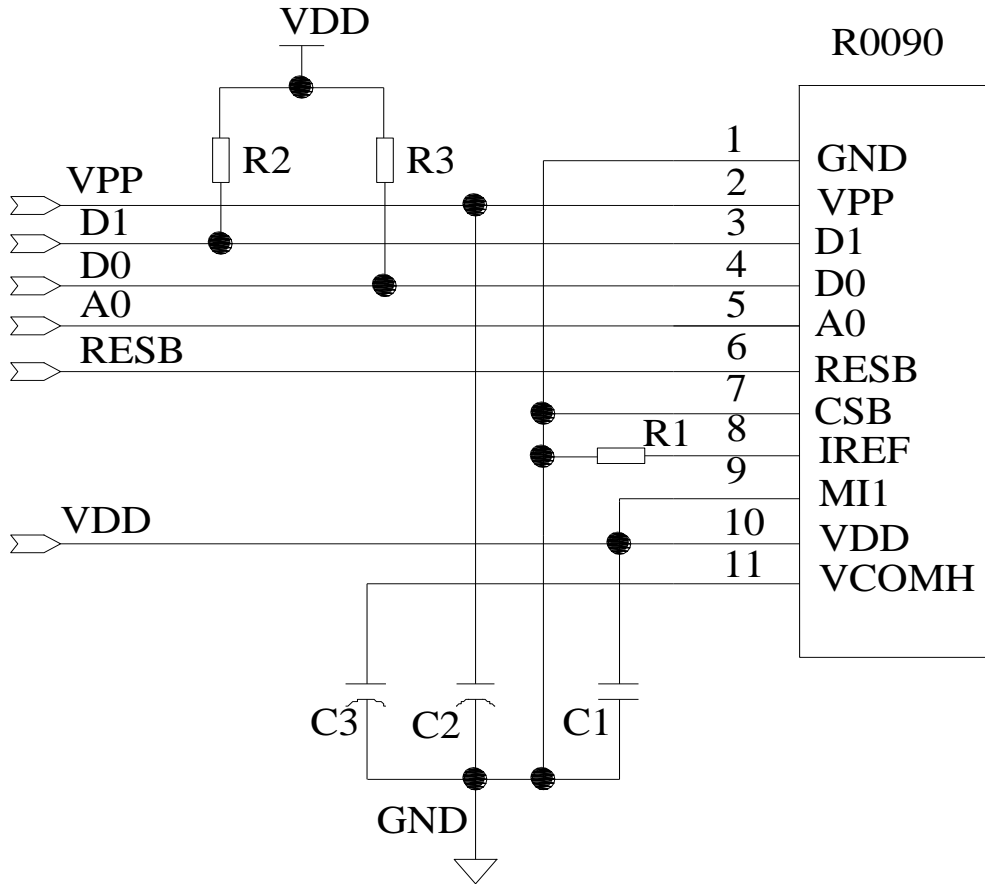 VDD
R0090
R2
R3
1
GND
VPP
2
VPP
D1
3
D1
D0
4
D0
A0
5
A0
RESB
6
RESB
7
CSB
R1
8
IREF
9
MI1
VDD
10
VDD
11
VCOMH
C3
C2
C1
GND